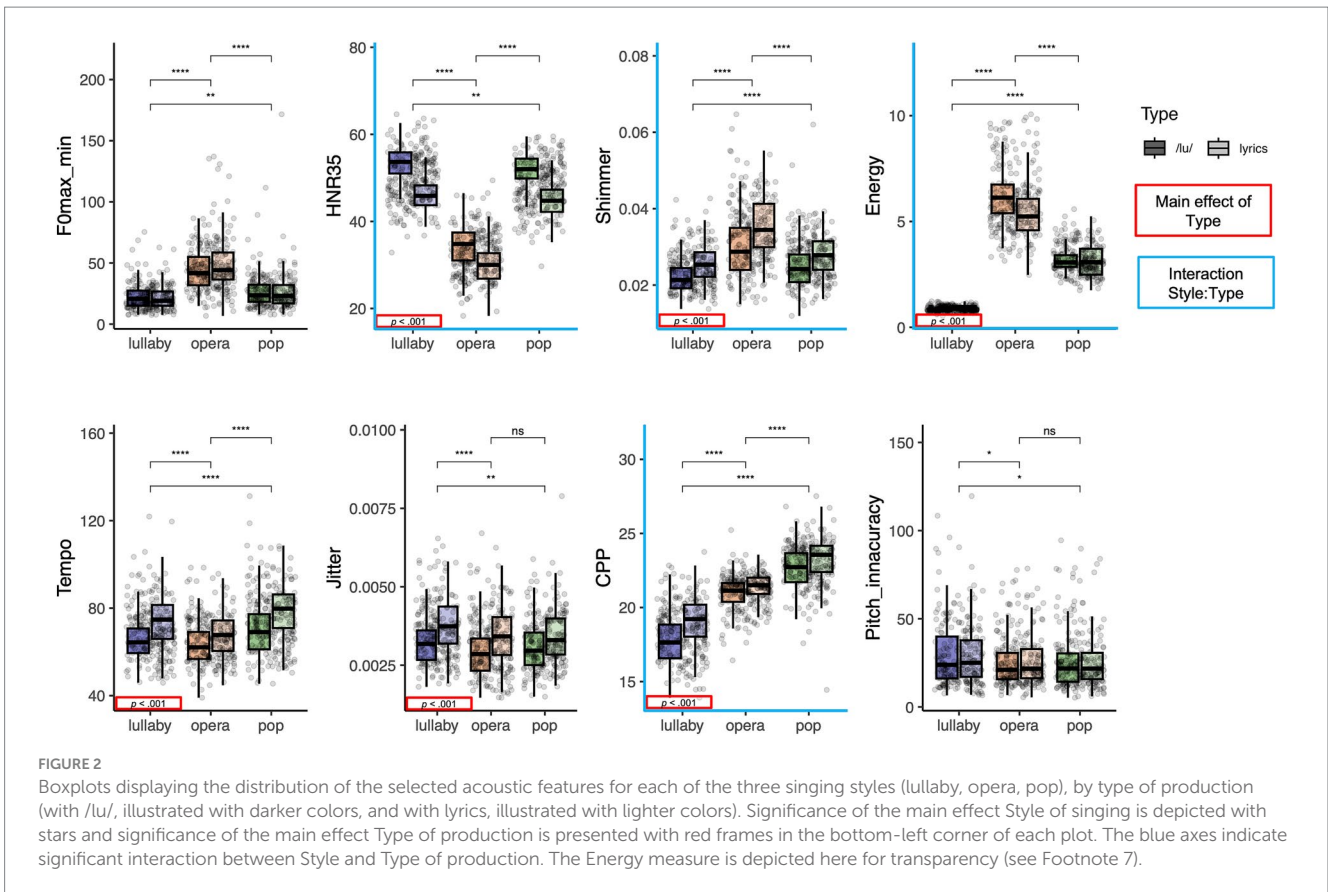 F0max_min
200
150
100
50
0
****
****
**
lullaby opera pop
HNR35
80
60
40
20
****
****
**
p < .001
lullaby opera pop
Shimmer
0.08
0.06
0.04
0.02
****
****
****
p < .001
lullaby opera pop
Energy
10
5
0
****
****
****
p < .001
lullaby opera pop
Type
/lu/ lyrics
Main effect of
Type
Interaction
Style:Type
Tempo
160
120
80
40
****
****
****
p < .001
lullaby opera pop
Jitter
0.0100
0.0075
0.0050
0.0025
ns
****
**
p < .001
lullaby opera pop
CPP
30
25
20
15
****
****
****
p < .001
lullaby opera pop
Pitch_innacuracy
150
100
50
0
ns
*
*
lullaby opera pop
FIGURE 2
Boxplots displaying the distribution of the selected acoustic features for each of the three singing styles (lullaby, opera, pop), by type of production
(with /lu/, illustrated with darker colors, and with lyrics, illustrated with lighter colors). Significance of the main effect Style of singing is depicted with
stars and significance of the main effect Type of production is presented with red frames in the bottom-left corner of each plot. The blue axes indicate
significant interaction between Style and Type of production. The Energy measure is depicted here for transparency (see Footnote 7).